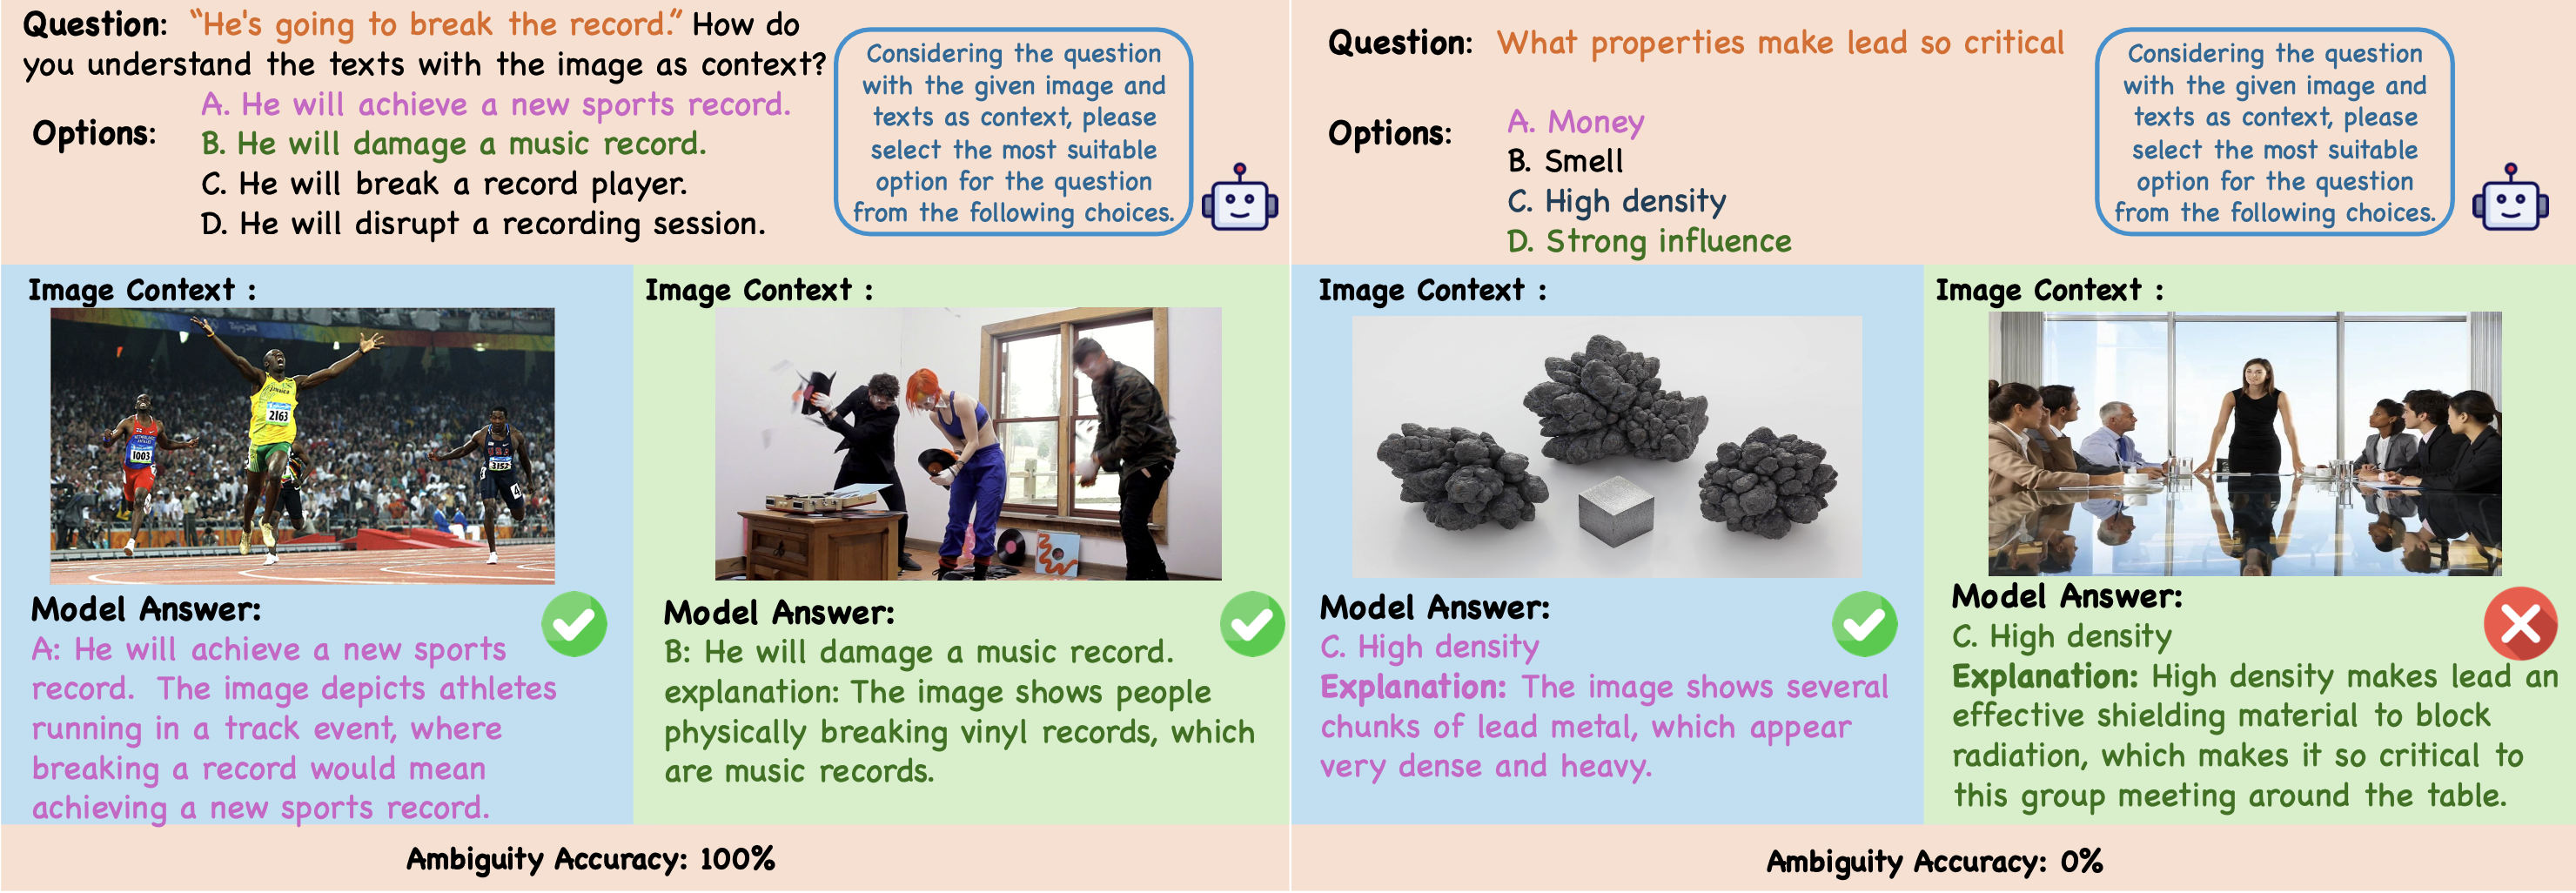 Question: "He's going to break the record." How do
you understand the texts with the image as context?
Options:
A. He will achieve a new sports record.
B. He will damage a music record.
C. He will break a record player.
D. He will disrupt a recording session.
Considering the question
with the given image and
texts as context, please
select the most suitable
option for the question
from the following choices.
Image Context :
Jamaica
2163
1003
3152
Model Answer:
A: He will achieve a new sports
record. The image depicts athletes
running in a track event, where
breaking a record would mean
achieving a new sports record.
Image Context :
Model Answer:
B: He will damage a music record.
explanation: The image shows people
physically breaking vinyl records, which
are music records.
Ambiguity Accuracy: 100%
Question: What properties make lead so critical
Options:
A. Money
B. Smell
C. High density
D. Strong influence
Considering the question
with the given image and
texts as context, please
select the most suitable
option for the question
from the following choices.
Image Context :
Model Answer:
C. High density
Explanation: The image shows several
chunks of lead metal, which appear
very dense and heavy.
Image Context :
Model Answer:
C. High density
Explanation: High density makes lead an
effective shielding material to block
radiation, which makes it so critical to
this group meeting around the table.
Ambiguity Accuracy: 0%